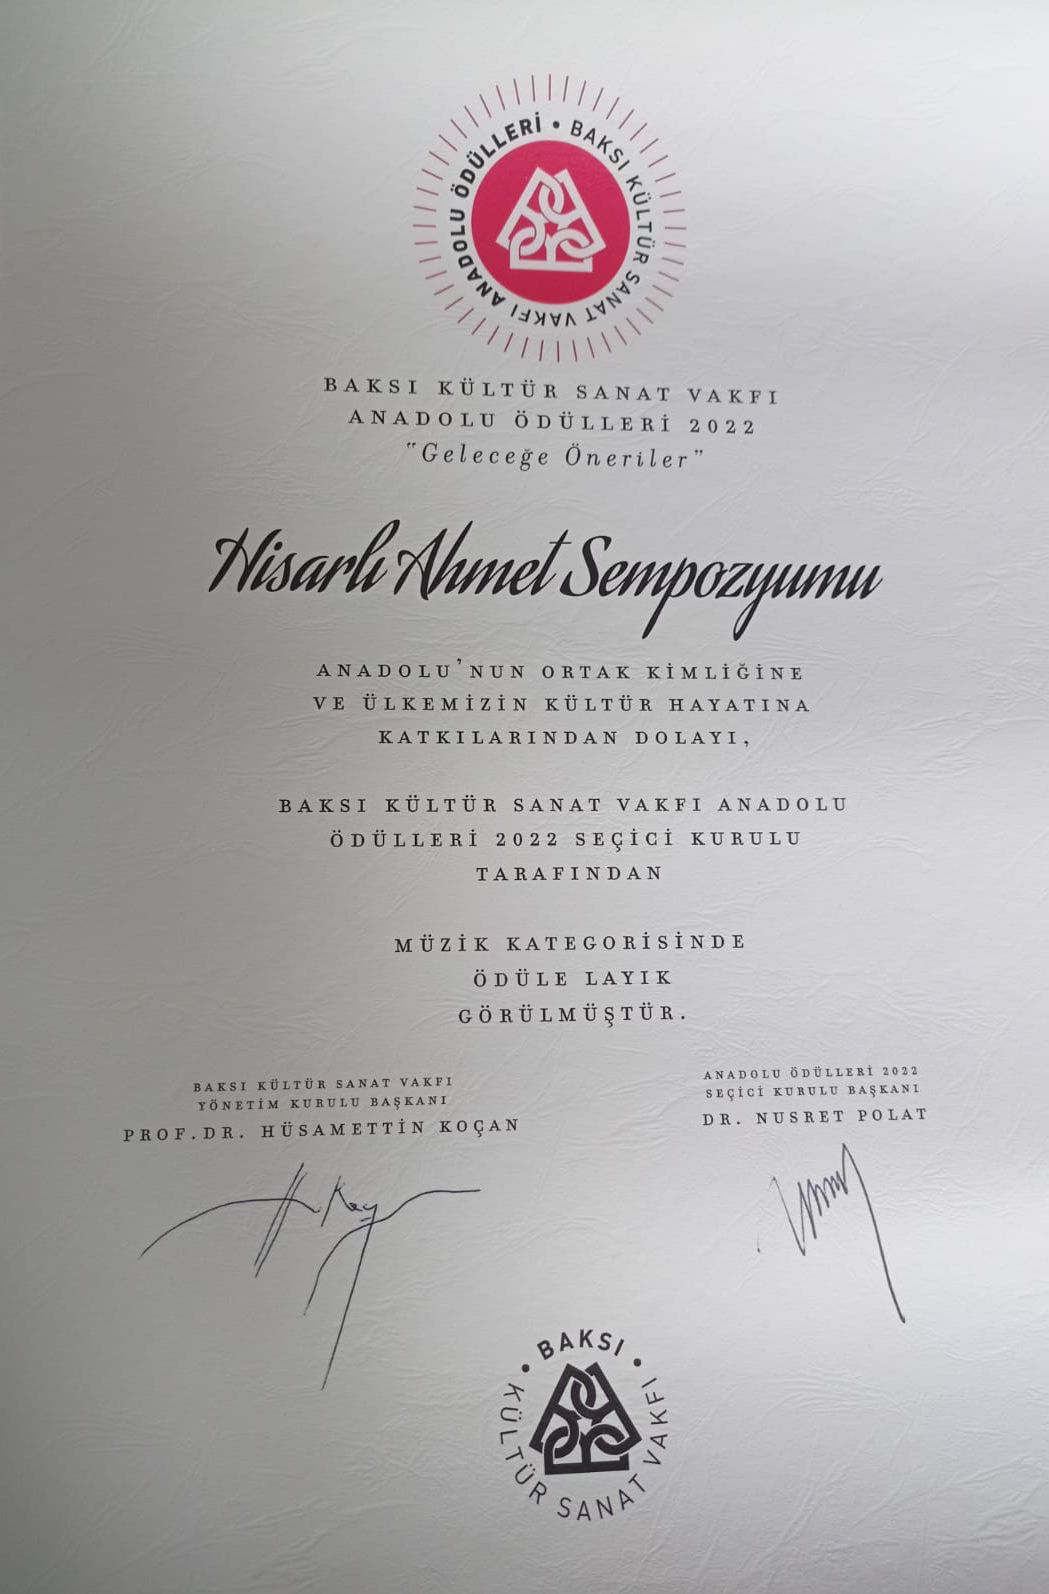 ANADOLU ÖDÜLLERİ • BAKSI KÜLTÜR SANAT VAKFI
BAKSI KÜLTÜR SANAT VAKFI
ANADOLU ÖDÜLLERİ 2022
"Geleceğe Öneriler"
Hisarlı Ahmet Sempozyumu
ANADOLU'NUN ORTAK KİMLİĞİNE
VE ÜLKEMİZİN KÜLTÜR HAYATINA
KATKILARINDAN DOLAYI,
BAKSI KÜLTÜR SANAT VAKFI ANADOLU
ÖDÜLLERİ 2022 SEÇİCİ KURULU
TARAFINDAN
MÜZİK KATEGORİSİNDE
ÖDÜLE LAYIK
GÖRÜLMÜŞTÜR.
BAKSI KÜLTÜR SANAT VAKFI
YÖNETİM KURULU BAŞKANI
PROF.DR. HÜSAMETTİN KOÇAN
ANADOLU ÖDÜLLERİ 2022
SEÇİCİ KURULU BAŞKANI
DR. NUSRET POLAT
• BAKSI •
KÜLTÜR SANAT VAKFI